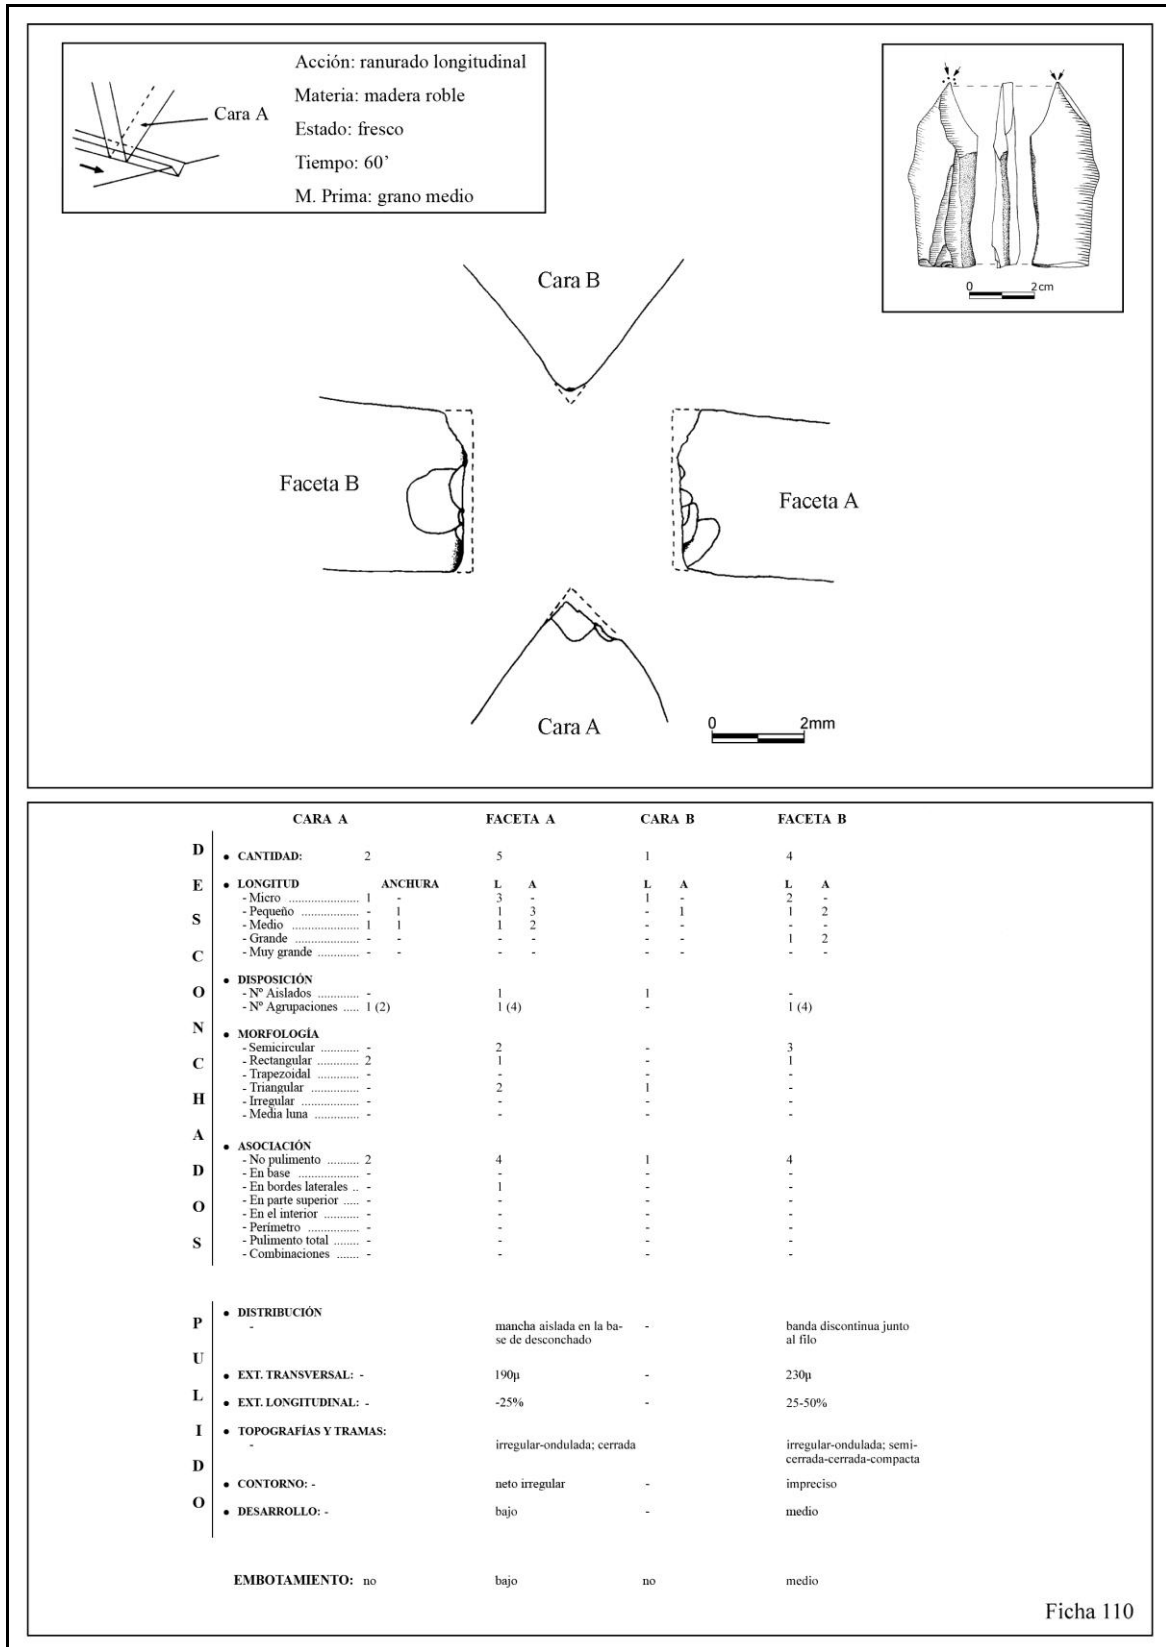 Acción: ranurado longitudinal
Cara A
Materia: madera roble
Estado: fresco
Tiempo: 60’
M. Prima: grano medio
0 2cm
Cara B
Faceta B
Faceta A
Cara A
0 2mm
CARA A FACETA A CARA B FACETA B
DESCONCHADOS
• CANTIDAD: 2 5 1 4
• LONGITUD ANCHURA L A L A L A
- Micro ..................... 1 - 3 - 1 - 2 -
- Pequeño ................. - 1 1 3 - 1 1 2
- Medio .................... 1 1 1 2 - - - -
- Grande ................... - - - - - - 1 2
- Muy grande ............ - - - - - - - -
• DISPOSICIÓN
- Nº Aislados ............ - 1 1 -
- Nº Agrupaciones ..... 1 (2) 1 (4) - 1 (4)
• MORFOLOGÍA
- Semicircular ........... - 2 - 3
- Rectangular ............ 2 1 - 1
- Trapezoidal ............ - - - -
- Triangular .............. - 2 1 -
- Irregular ................. - - - -
- Media luna ............. - - - -
• ASOCIACIÓN
- No pulimento .......... 2 4 1 4
- En base .................. - - - -
- En bordes laterales .. - 1 - -
- En parte superior ..... - - - -
- En el interior ........... - - - -
- Perímetro ................ - - - -
- Pulimento total ........ - - - -
- Combinaciones ....... - - - -
PULIDO
• DISTRIBUCIÓN
- mancha aislada en la ba- - banda discontinua junto
se de desconchado al filo
• EXT. TRANSVERSAL: - 190µ - 230µ
• EXT. LONGITUDINAL: - -25% - 25-50%
• TOPOGRAFÍAS Y TRAMAS:
- irregular-ondulada; cerrada irregular-ondulada; semi-
cerrada-cerrada-compacta
• CONTORNO: - neto irregular - impreciso
• DESARROLLO: - bajo - medio
EMBOTAMIENTO: no bajo no medio
Ficha 110